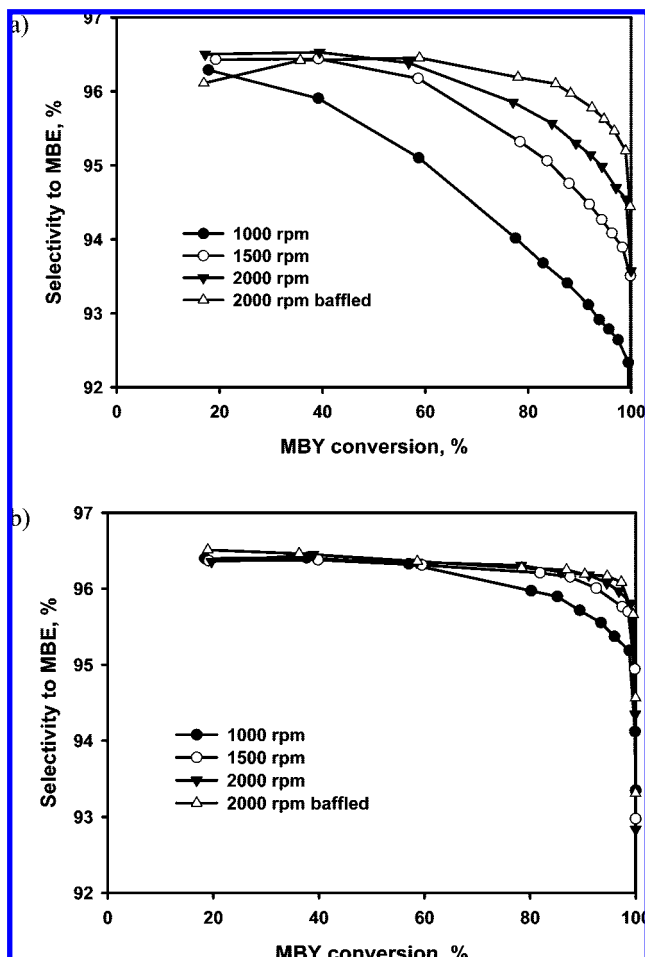 a)
97
96
95
94
93
92
Selectivity to MBE, %
1000 rpm
1500 rpm
2000 rpm
2000 rpm baffled
0 20 40 60 80 100
MBY conversion, %
b)
97
96
95
94
93
92
Selectivity to MBE, %
1000 rpm
1500 rpm
2000 rpm
2000 rpm baffled
0 20 40 60 80 100
MBY conversion, %